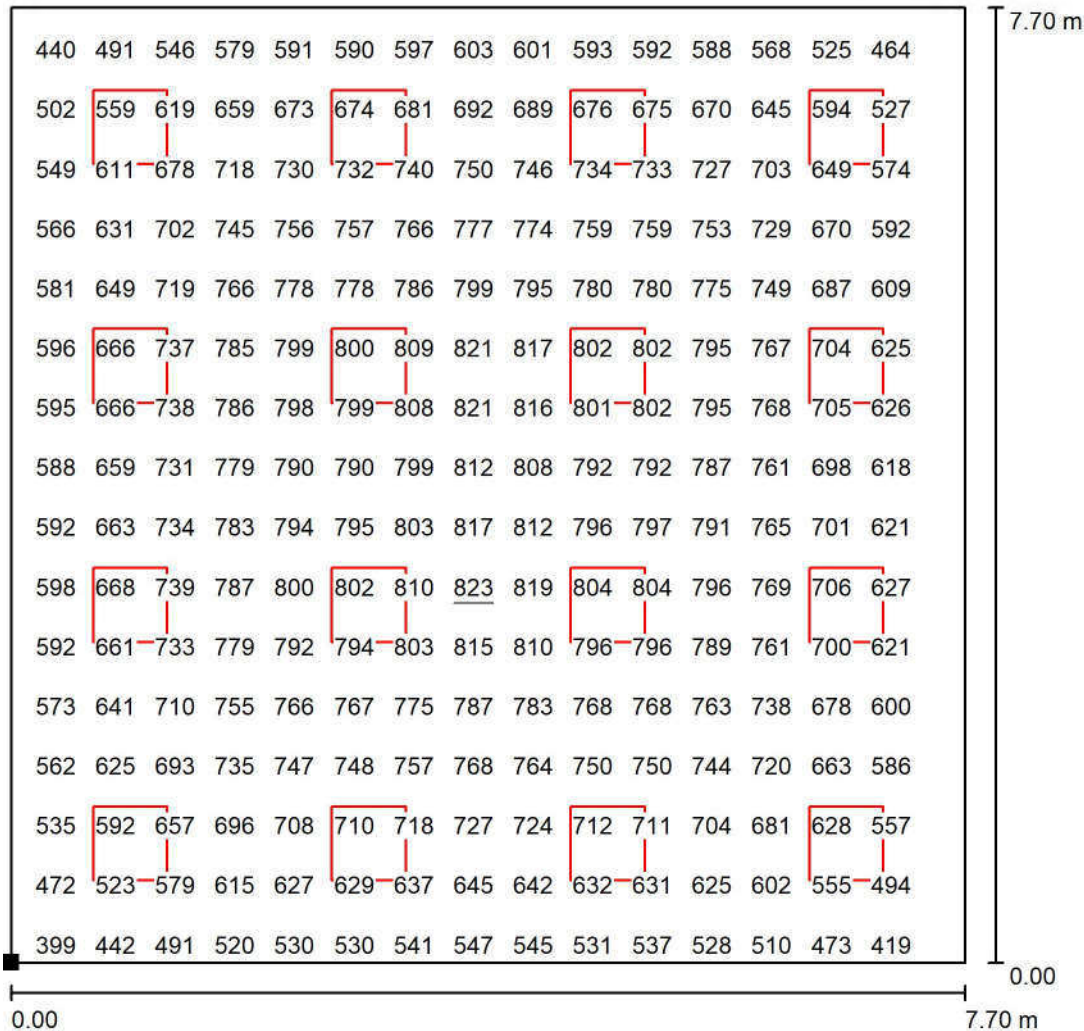 7.70 m
440 491 546 579 591 590 597 603 601 593 592 588 568 525 464
502 559 619 659 673 674 681 692 689 676 675 670 645 594 527
549 611 678 718 730 732 740 750 746 734 733 727 703 649 574
566 631 702 745 756 757 766 777 774 759 759 753 729 670 592
581 649 719 766 778 778 786 799 795 780 780 775 749 687 609
596 666 737 785 799 800 809 821 817 802 802 795 767 704 625
595 666 738 786 798 799 808 821 816 801 802 795 768 705 626
588 659 731 779 790 790 799 812 808 792 792 787 761 698 618
592 663 734 783 794 795 803 817 812 796 797 791 765 701 621
598 668 739 787 800 802 810 823 819 804 804 796 769 706 627
592 661 733 779 792 794 803 815 810 796 796 789 761 700 621
573 641 710 755 766 767 775 787 783 768 768 763 738 678 600
562 625 693 735 747 748 757 768 764 750 750 744 720 663 586
535 592 657 696 708 710 718 727 724 712 711 704 681 628 557
472 523 579 615 627 629 637 645 642 632 631 625 602 555 494
399 442 491 520 530 530 541 547 545 531 537 528 510 473 419
0.00
0.00 7.70 m